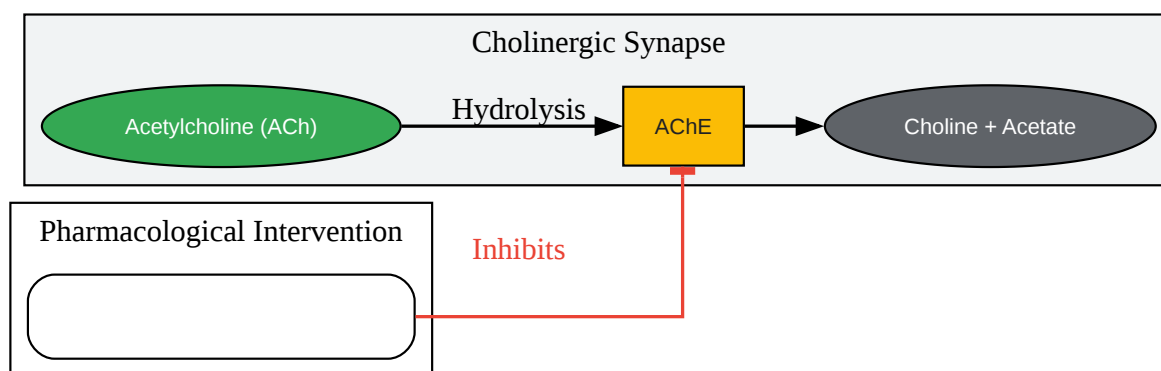 Cholinergic Synapse
Acetylcholine (ACh)
Hydrolysis
AChE
Choline + Acetate
Pharmacological Intervention
Inhibits